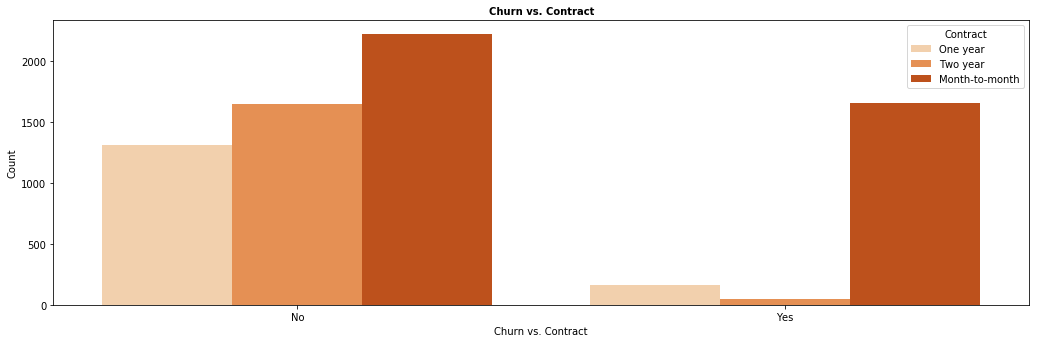 Churn vs. Contract
Contract
One year
Two year
Month-to-month
2000
1500
1000
500
0
Count
No
Yes
Churn vs. Contract